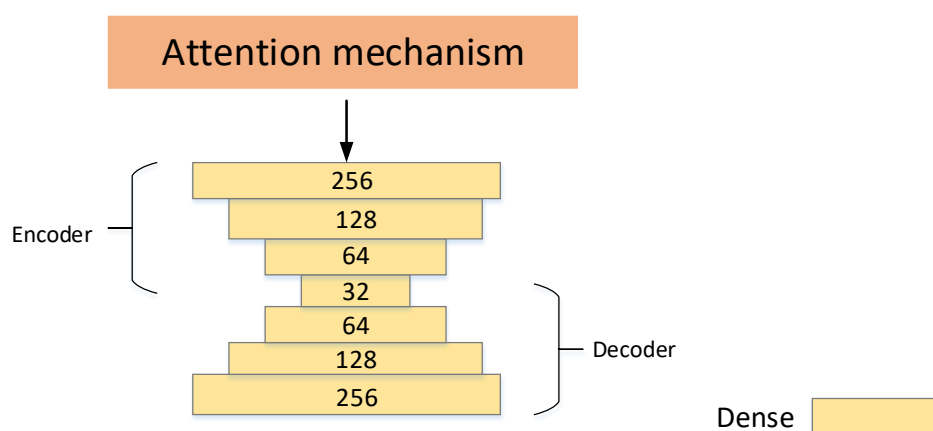 Attention mechanism
256
128
Encoder
64
32
64
Decoder
128
256
Dense